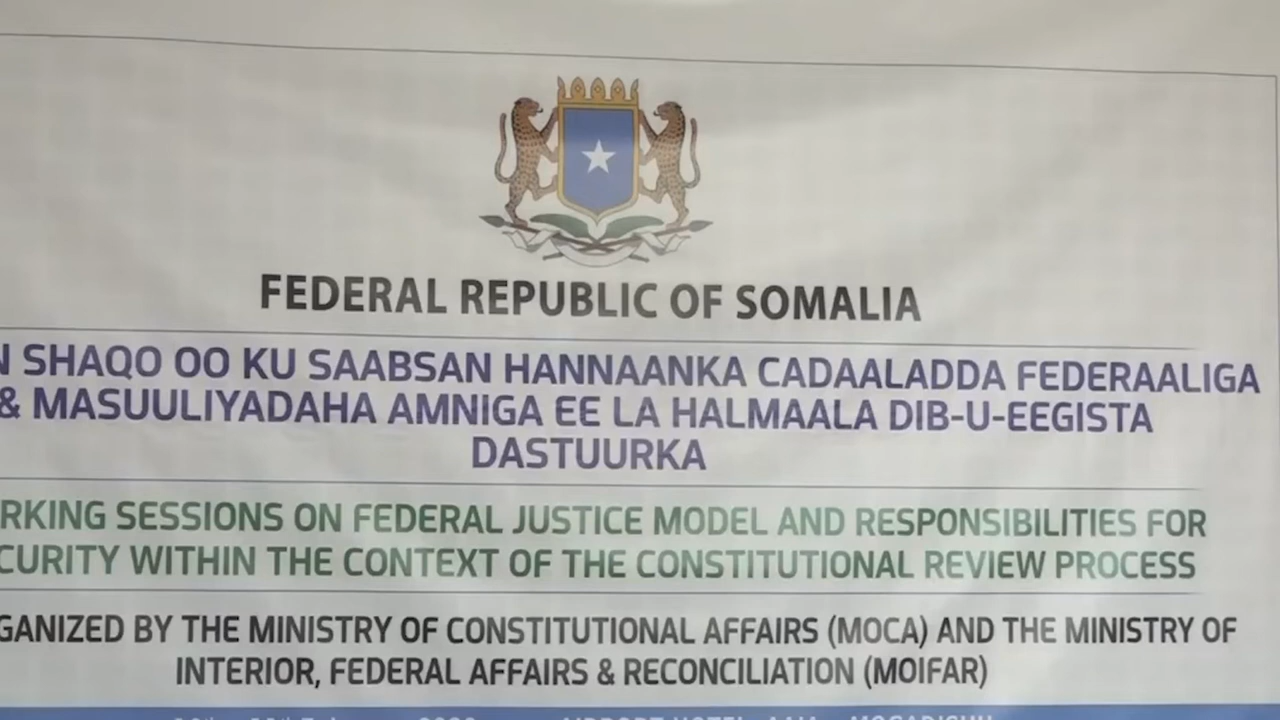 FEDERAL REPUBLIC OF SOMALIA
SHAQO OO KU SAABSAN HANNAANKA CADAALADDA FEDERAALIGA
& MASUULIYADAHA AMNIGA EE LA HALMAALA DIB-U-EEGISTA
DASTUURKA
RKING SESSIONS ON FEDERAL JUSTICE MODEL AND RESPONSIBILITIES FOR
CURITY WITHIN THE CONTEXT OF THE CONSTITUTIONAL REVIEW PROCESS
GANIZED BY THE MINISTRY OF CONSTITUTIONAL AFFAIRS (MOCA) AND THE MINISTRY OF
INTERIOR, FEDERAL AFFAIRS & RECONCILIATION (MOIFAR)